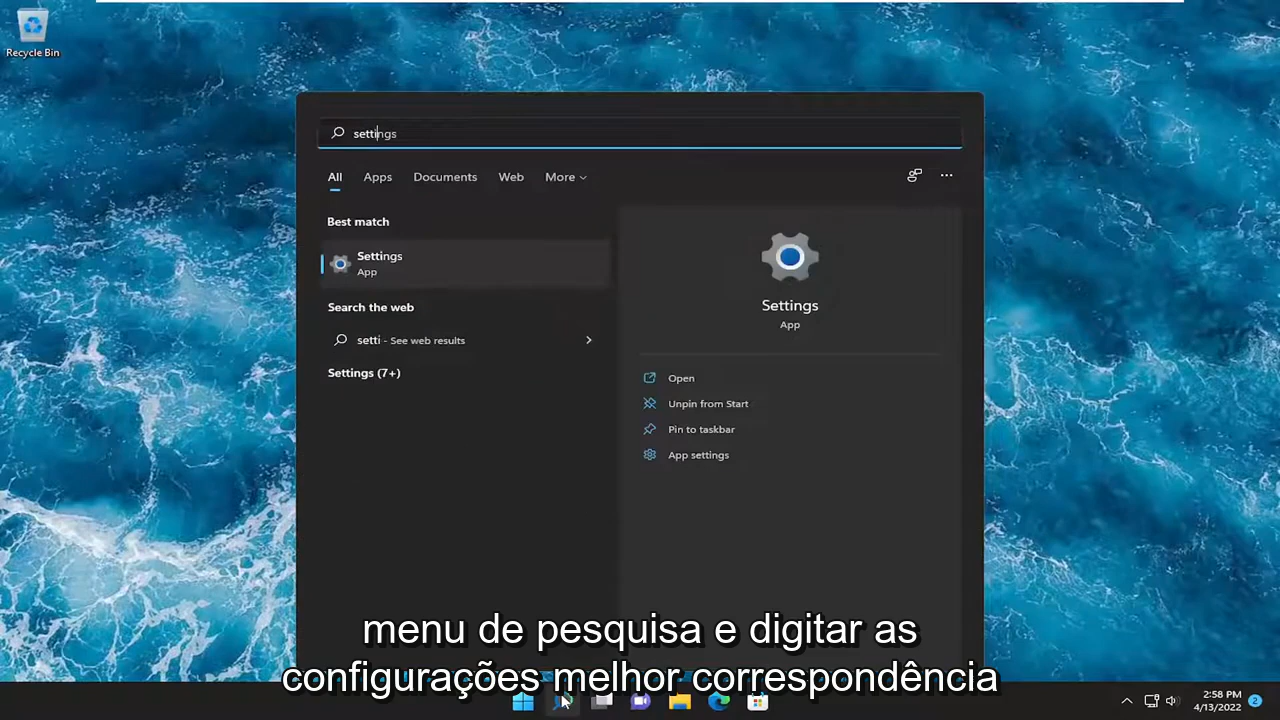 Recycle Bin
settings
All Apps Documents Web More
Best match
Settings
App
Search the web
setti - See web results
Settings (7+)
Settings
App
Open
Unpin from Start
Pin to taskbar
App settings
menu de pesquisa e digitar as
configurações melhor correspondência
2:58 PM
4/13/2022
2